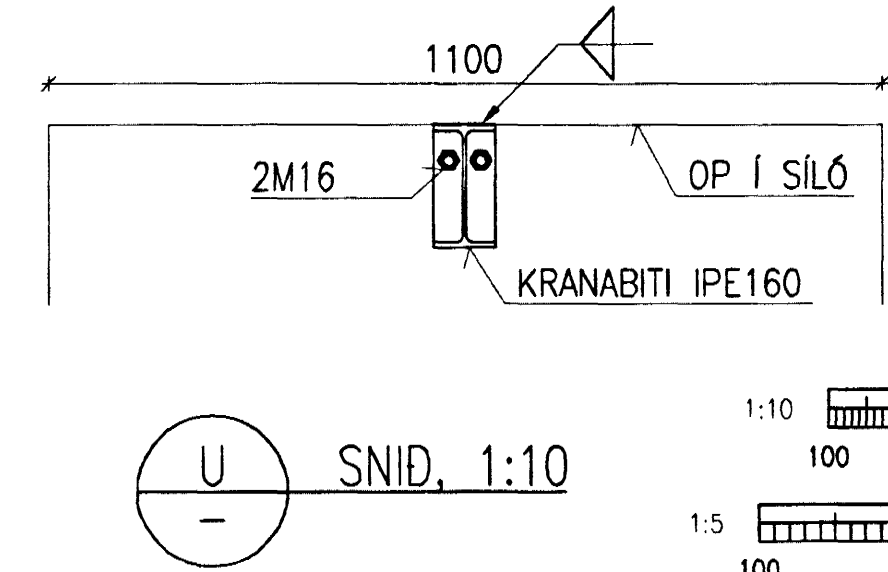 1100
2M16
OP Í SÍLÓ
KRANABITI IPE160
U
SNIÐ, 1:10
–
1:10
100
1:5
100